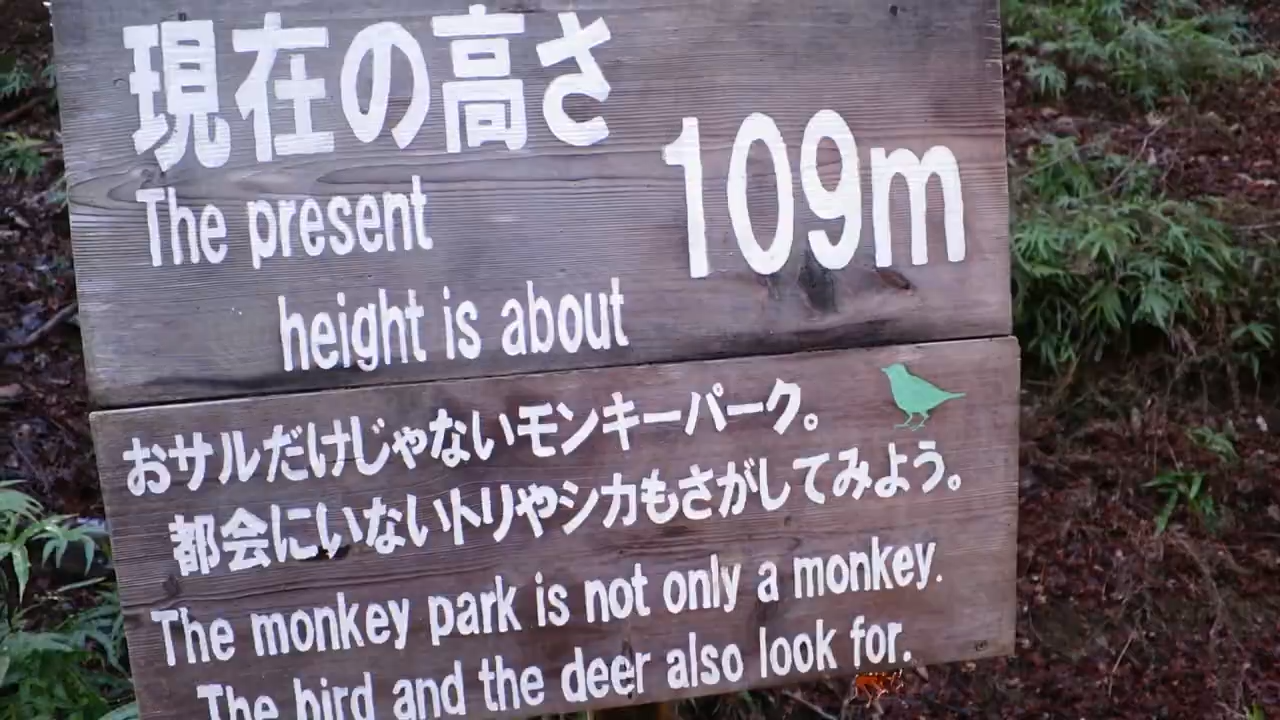 現在の高さ
109m
The present
height is about
おサルだけじゃないモンキーパーク。
都会にいないトリやシカもさがしてみよう。
The monkey park is not only a monkey.
The bird and the deer also look for.